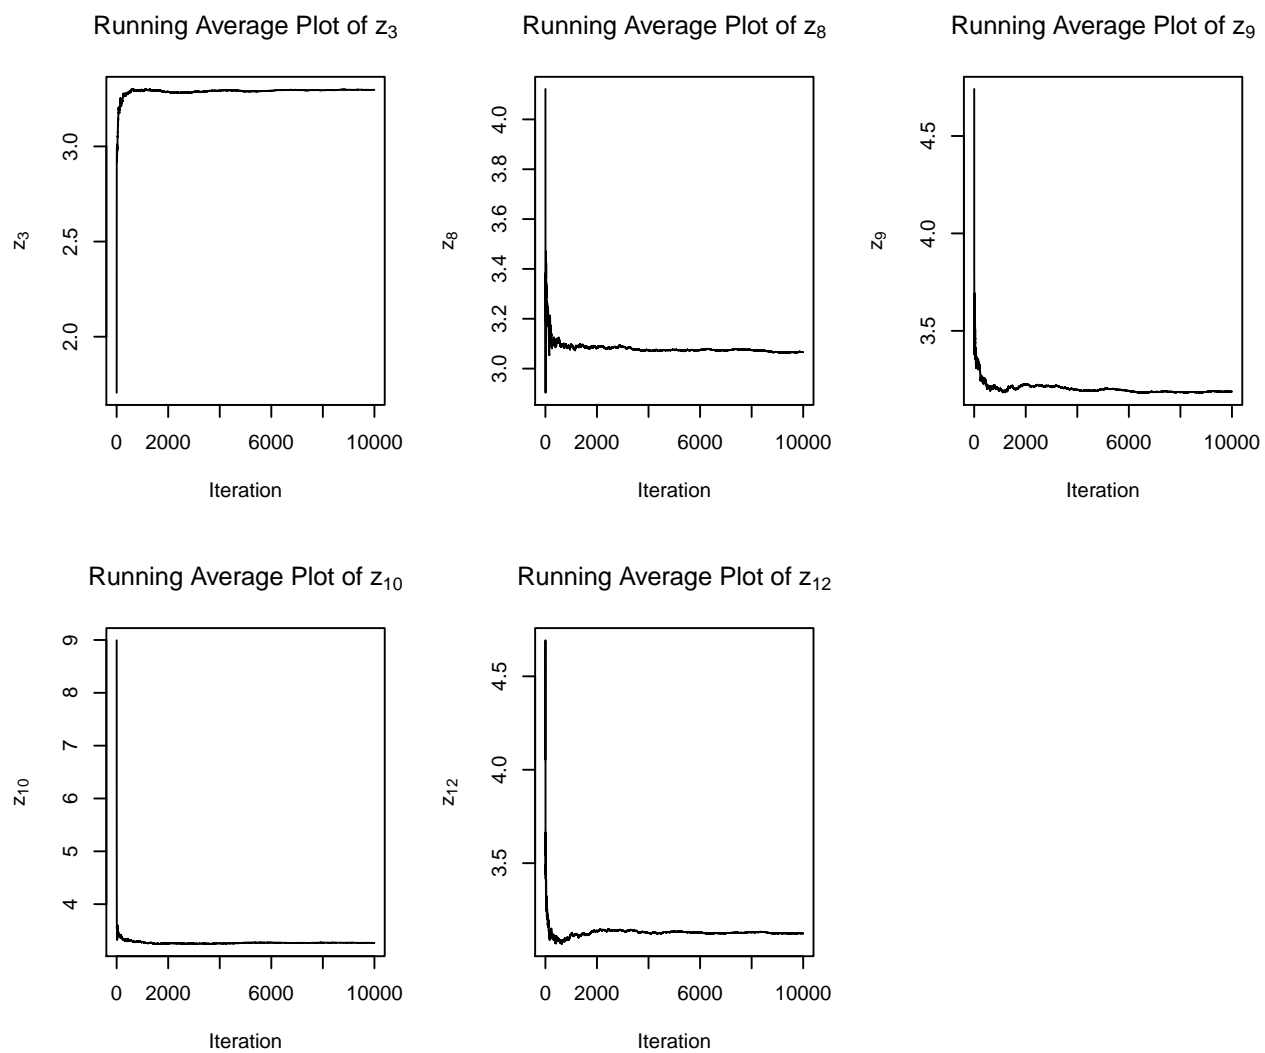 Running Average Plot of z3
3.0
2.5
2.0
z3
0 2000 6000 10000
Iteration
Running Average Plot of z8
4.0
3.8
3.6
3.4
3.2
3.0
z8
0 2000 6000 10000
Iteration
Running Average Plot of z9
4.5
4.0
3.5
z9
0 2000 6000 10000
Iteration
Running Average Plot of z10
9
8
7
6
5
4
z10
0 2000 6000 10000
Iteration
Running Average Plot of z12
4.5
4.0
3.5
z12
0 2000 6000 10000
Iteration